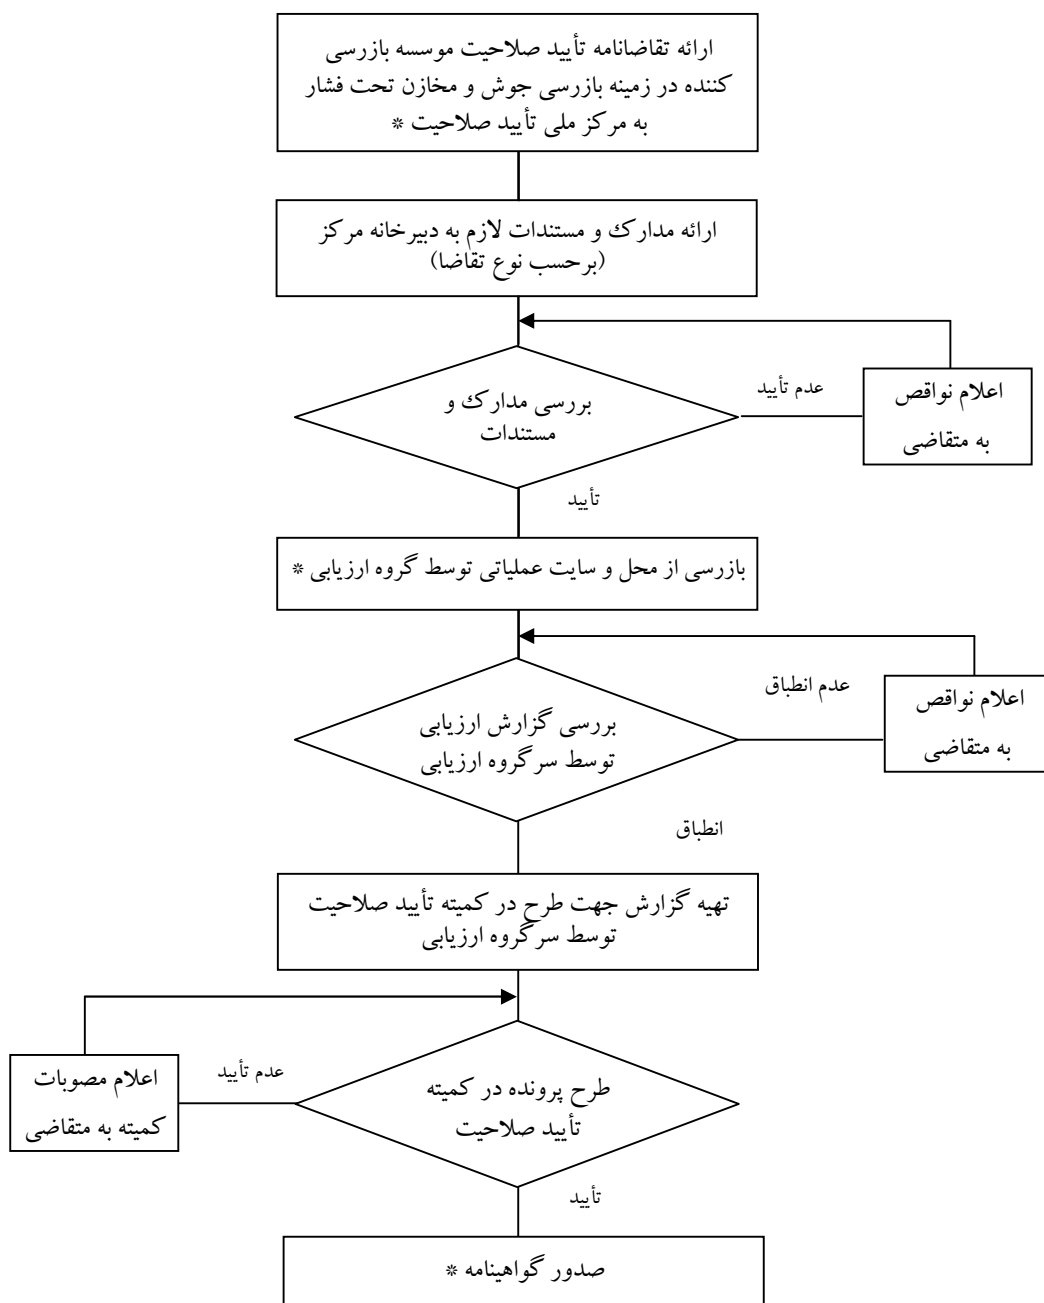 ارائه تقاضانامه تأیید صلاحیت موسسه بازرسی
کننده در زمینه بازرسی جوش و مخازن تحت فشار
به مرکز ملی تأیید صلاحیت *
ارائه مدارک و مستندات لازم به دبیرخانه مرکز
(برحسب نوع تقاضا)
بررسی مدارک و
مستندات
عدم تأیید
اعلام نواقص
به متقاضی
تأیید
بازرسی از محل و سایت عملیاتی توسط گروه ارزیابی *
بررسی گزارش ارزیابی
توسط سرگروه ارزیابی
عدم انطباق
اعلام نواقص
به متقاضی
انطباق
تهیه گزارش جهت طرح در کمیته تأیید صلاحیت
توسط سرگروه ارزیابی
طرح پرونده در کمیته
تأیید صلاحیت
عدم تأیید
اعلام مصوبات
کمیته به متقاضی
تأیید
صدور گواهینامه *